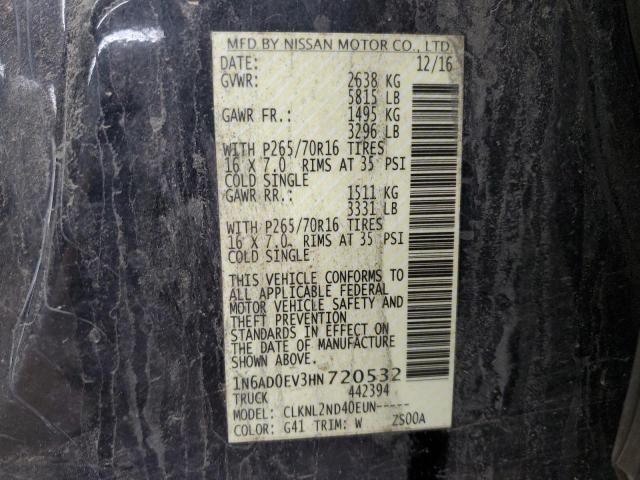 MFD BY NISSAN MOTOR CO., LTD.
DATE: 12/16
GVWR: 2638 KG
5815 LB
GAWR FR.: 1495 KG
3296 LB
WITH P265/70R16 TIRES
16 X 7.0 RIMS AT 35 PSI
COLD SINGLE
GAWR RR.: 1511 KG
3331 LB
WITH P265/70R16 TIRES
16 X 7.0 RIMS AT 35 PSI
COLD SINGLE
THIS VEHICLE CONFORMS TO
ALL APPLICABLE FEDERAL
MOTOR VEHICLE SAFETY AND
THEFT PREVENTION
STANDARDS IN EFFECT ON
THE DATE OF MANUFACTURE
SHOWN ABOVE.
1N6AD0EV3HN720532
TRUCK 442394
MODEL: CLKNL2ND40EUN-----
COLOR: G41 TRIM: W ZS00A